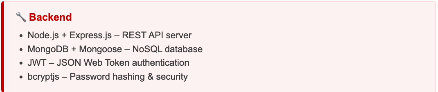 🔧 Backend
• Node.js + Express.js – REST API server
• MongoDB + Mongoose – NoSQL database
• JWT – JSON Web Token authentication
• bcryptjs – Password hashing & security